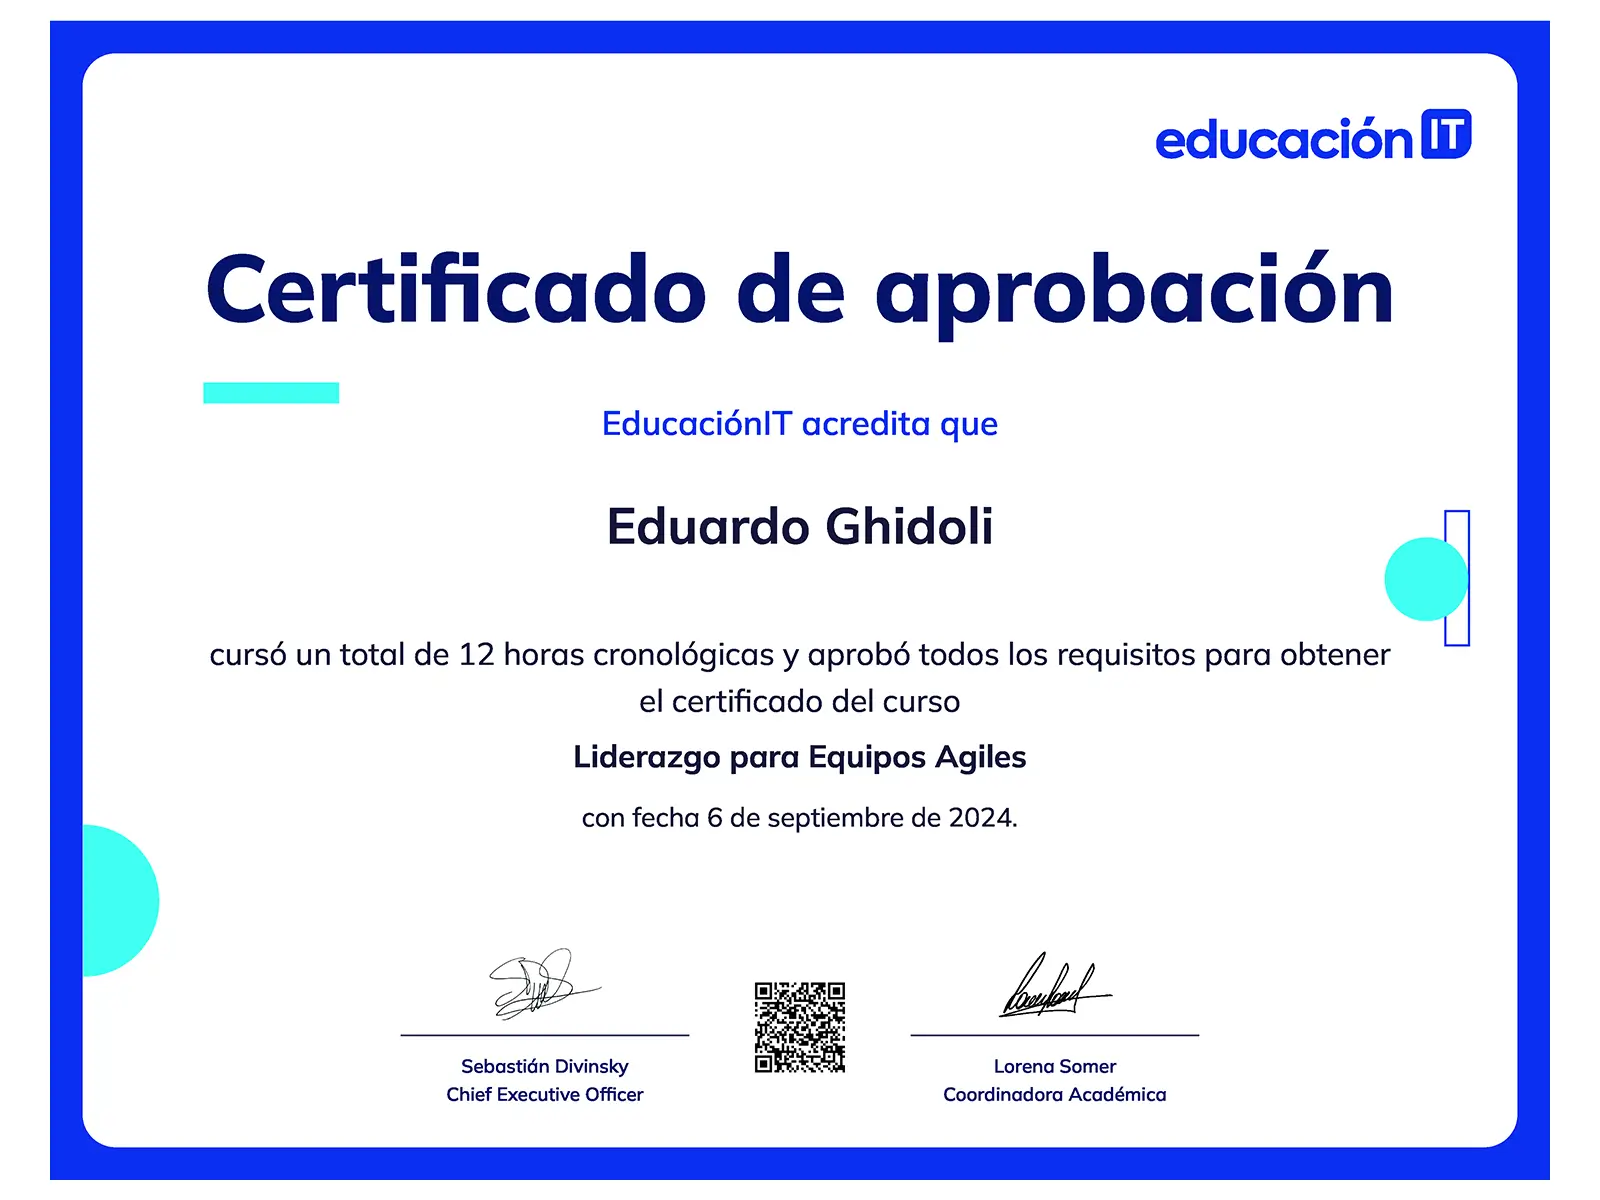 educación IT
Certificado de aprobación
EducaciónIT acredita que
Eduardo Ghidoli
cursó un total de 12 horas cronológicas y aprobó todos los requisitos para obtener
el certificado del curso
Liderazgo para Equipos Agiles
con fecha 6 de septiembre de 2024.
Sebastián Divinsky
Chief Executive Officer
Lorena Somer
Coordinadora Académica